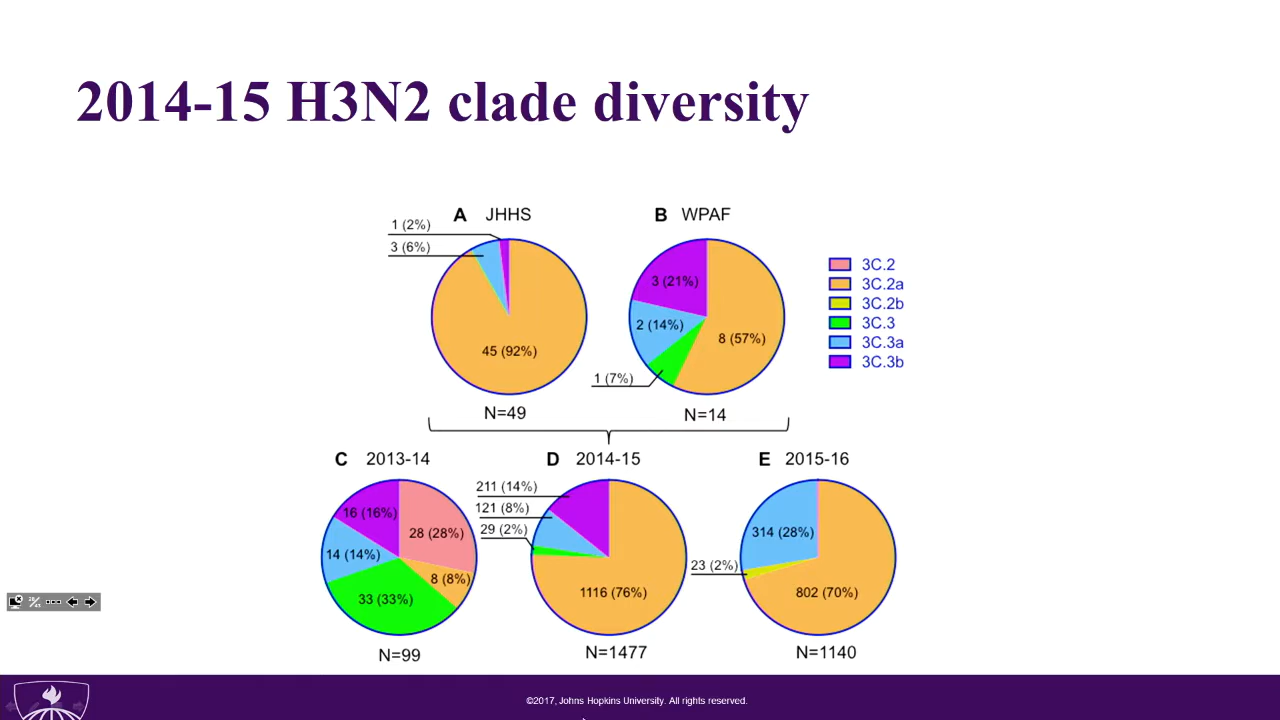 2014-15 H3N2 clade diversity
A JHHS
1 (2%)
3 (6%)
45 (92%)
N=49
B WPAF
3 (21%)
2 (14%)
8 (57%)
1 (7%)
N=14
3C.2
3C.2a
3C.2b
3C.3
3C.3a
3C.3b
C 2013-14
16 (16%)
28 (28%)
14 (14%)
8 (8%)
33 (33%)
N=99
D 2014-15
211 (14%)
121 (8%)
29 (2%)
1116 (76%)
N=1477
E 2015-16
314 (28%)
23 (2%)
802 (70%)
N=1140
©2017, Johns Hopkins University. All rights reserved.